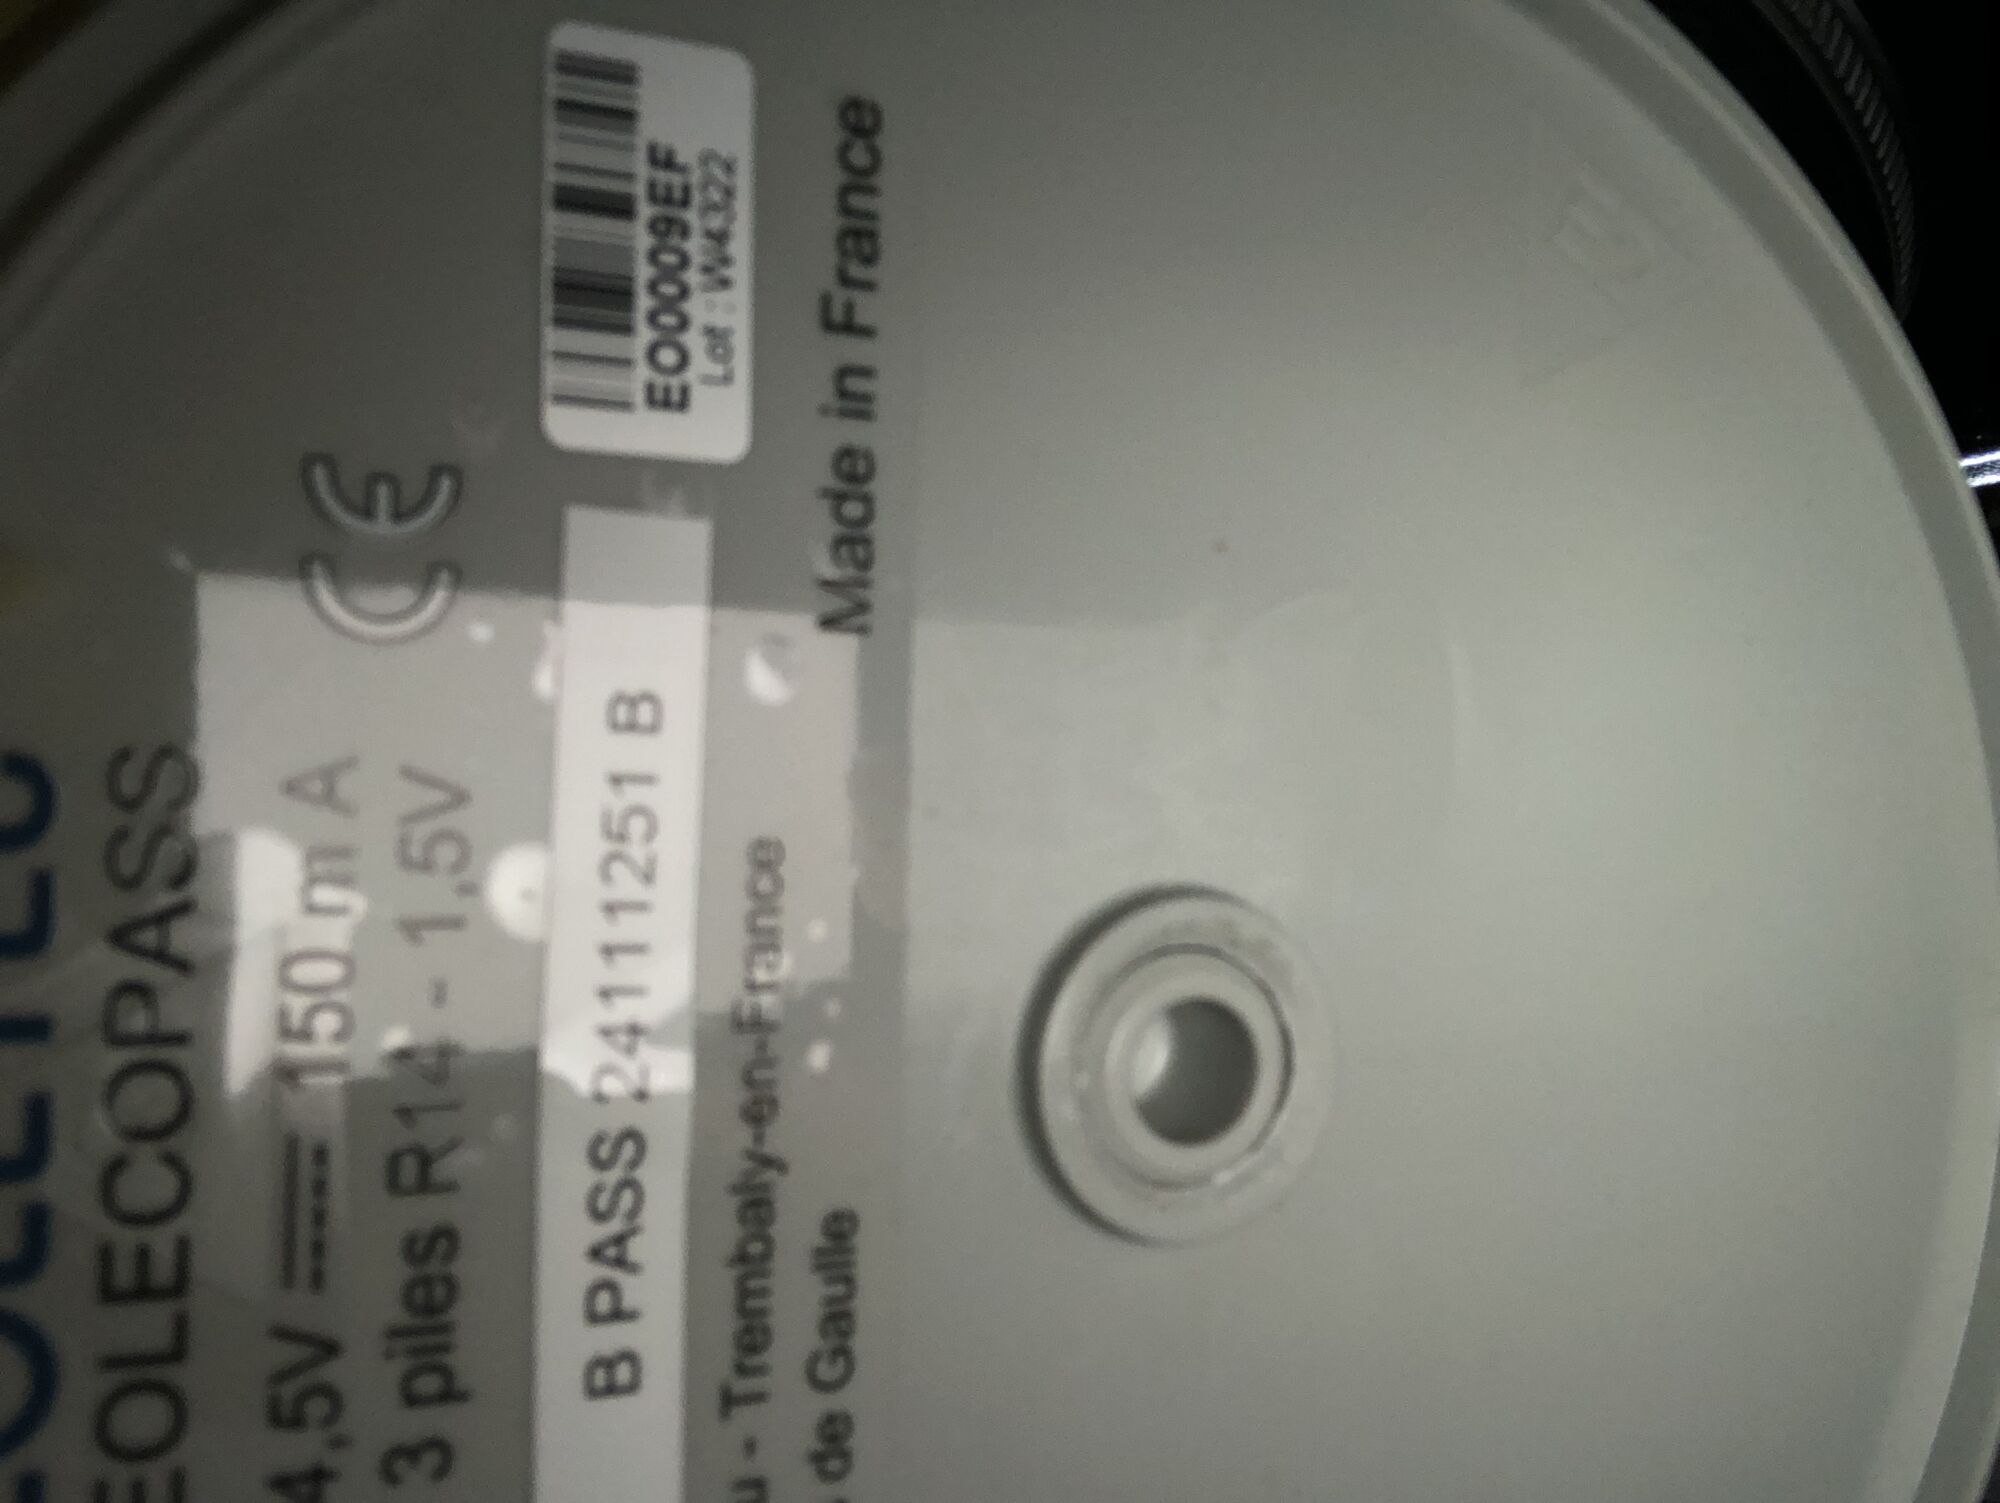 EOLECOPASS
4,5V 150 m A
3 piles R14 - 1,5V
CE
B PASS 24111251 B
EO0009EF
Lot : W4322
- Trembaly-en-France
de Gaulle
Made in France